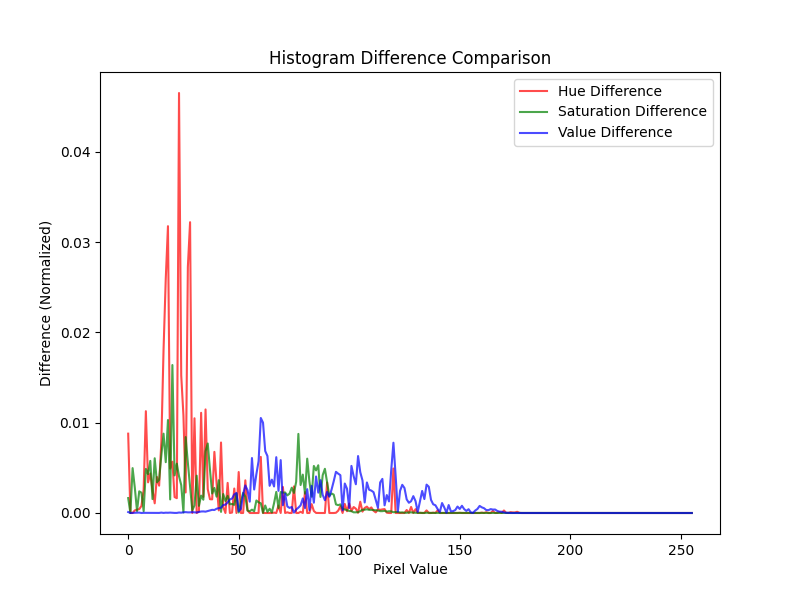 Histogram Difference Comparison
Hue Difference
Saturation Difference
Value Difference
Difference (Normalized)
0.04
0.03
0.02
0.01
0.00
0 50 100 150 200 250
Pixel Value